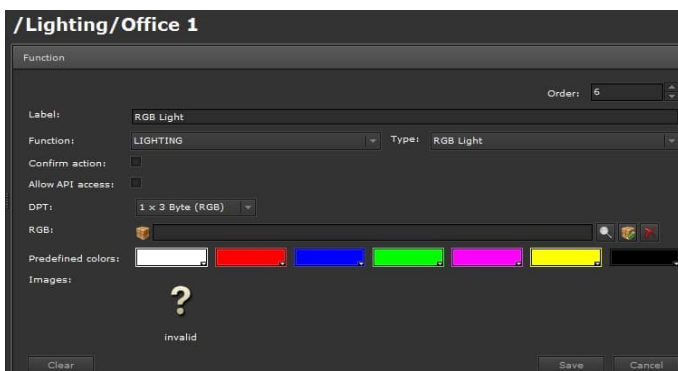 /Lighting/Office 1
Function
Order: 6
Label: RGB Light
Function: LIGHTING Type: RGB Light
Confirm action:
Allow API access:
DPT: 1 x 3 Byte (RGB)
RGB:
Predefined colors:
Images:
?
invalid
Clear Save Cancel